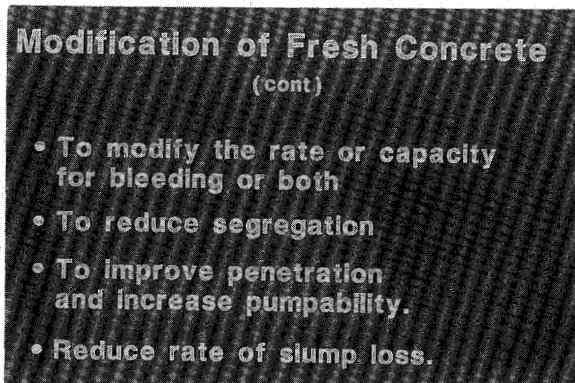 Modification of Fresh Concrete
(cont)
• To modify the rate or capacity
for bleeding or both
• To reduce segregation
• To improve penetration
and increase pumpability.
• Reduce rate of slump loss.